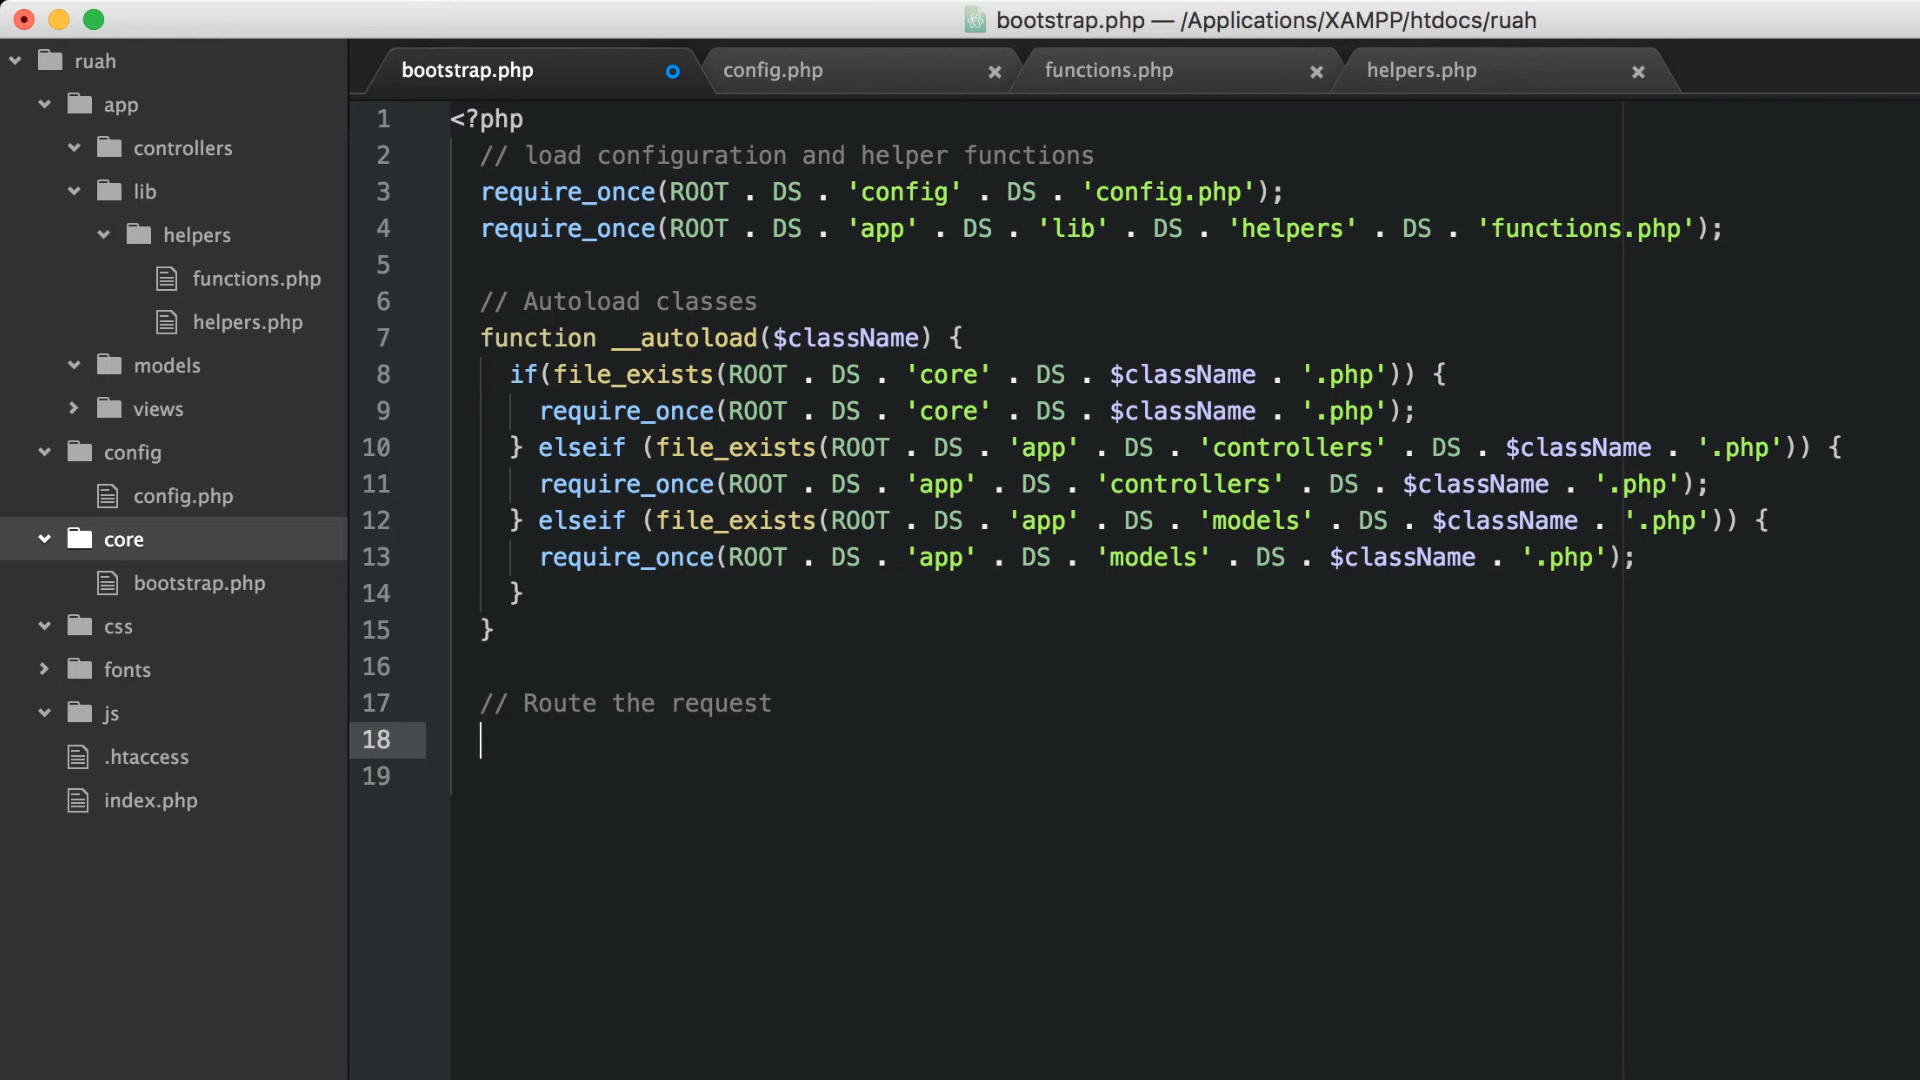 bootstrap.php — /Applications/XAMPP/htdocs/ruah
ruah
app
controllers
lib
helpers
functions.php
helpers.php
models
views
config
config.php
core
bootstrap.php
css
fonts
js
.htaccess
index.php
bootstrap.php config.php functions.php helpers.php
1 <?php
2 // load configuration and helper functions
3 require_once(ROOT . DS . 'config' . DS . 'config.php');
4 require_once(ROOT . DS . 'app' . DS . 'lib' . DS . 'helpers' . DS . 'functions.php');
5
6 // Autoload classes
7 function __autoload($className) {
8 if(file_exists(ROOT . DS . 'core' . DS . $className . '.php')) {
9 require_once(ROOT . DS . 'core' . DS . $className . '.php');
10 } elseif (file_exists(ROOT . DS . 'app' . DS . 'controllers' . DS . $className . '.php')) {
11 require_once(ROOT . DS . 'app' . DS . 'controllers' . DS . $className . '.php');
12 } elseif (file_exists(ROOT . DS . 'app' . DS . 'models' . DS . $className . '.php')) {
13 require_once(ROOT . DS . 'app' . DS . 'models' . DS . $className . '.php');
14 }
15 }
16
17 // Route the request
18
19